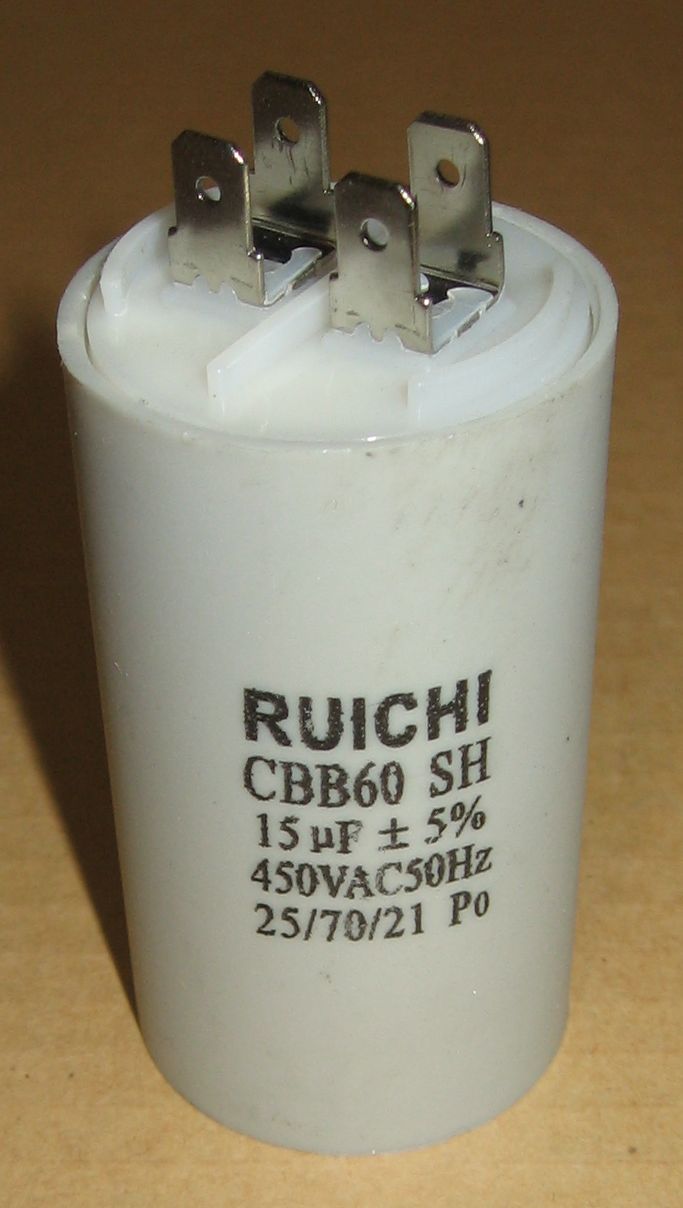 RUICHI
CBB60 SH
15 µF ± 5%
450VAC50Hz
25/70/21 Po